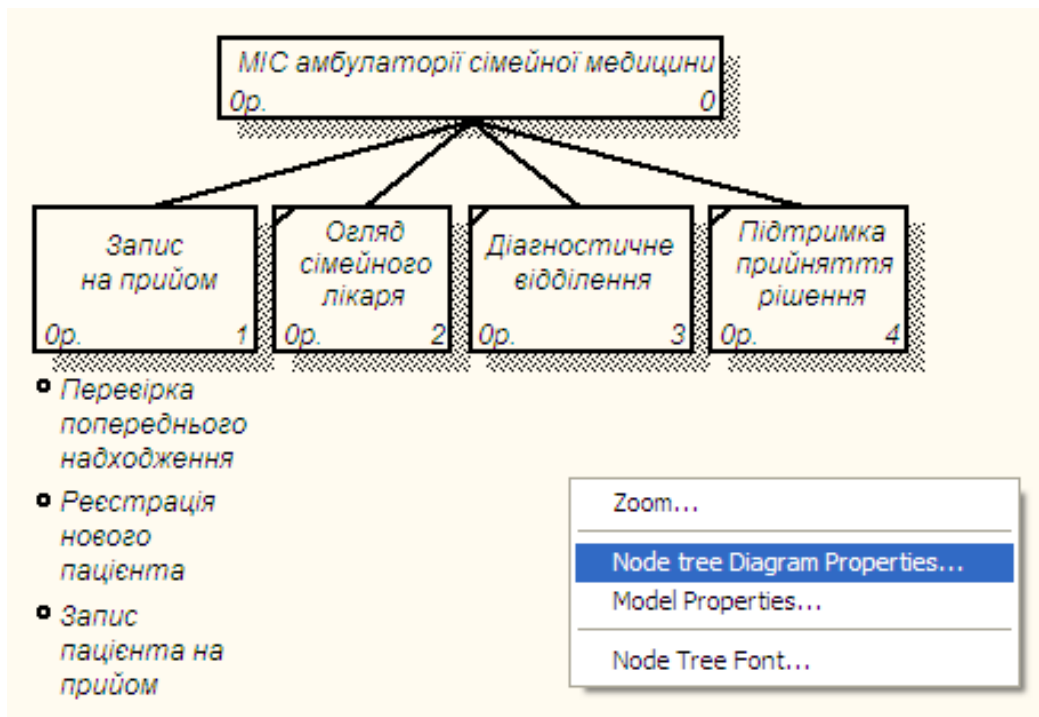 МІС амбулаторії сімейної медицини
0р. 0
Запис
на прийом
0р. 1
Огляд
сімейного
лікаря
0р. 2
Діагностичне
відділення
0р. 3
Підтримка
прийняття
рішення
0р. 4
Перевірка
попереднього
надходження
Реєстрація
нового
пацієнта
Запис
пацієнта на
прийом
Zoom...
Node tree Diagram Properties...
Model Properties...
Node Tree Font...